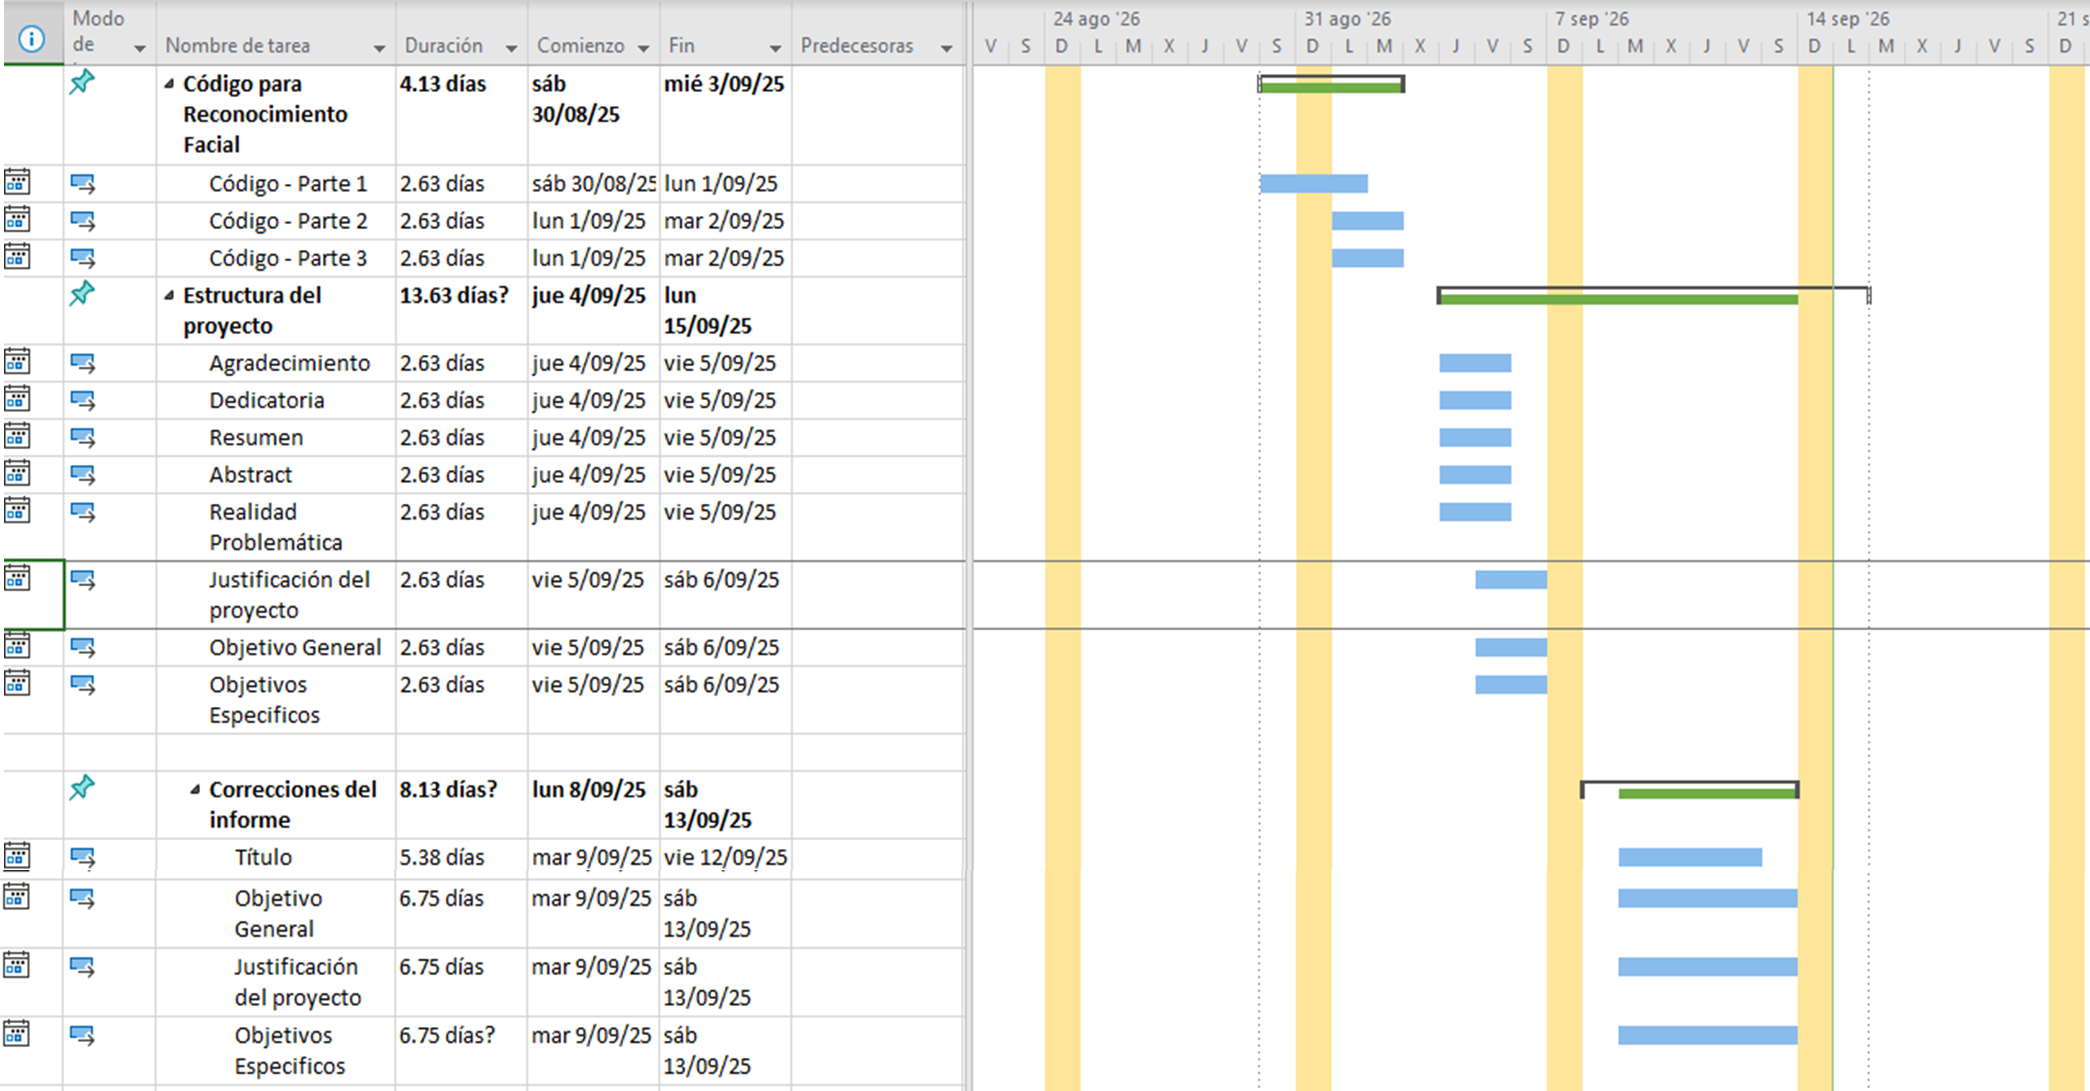 Modo de
Nombre de tarea
Duración
Comienzo
Fin
Predecesoras
24 ago '26
31 ago '26
7 sep '26
14 sep '26
21 s
V S D L M X J V S D L M X J V S D L M X J V S D L M X J V S D
Código para Reconocimiento Facial 4.13 días sáb 30/08/25 mié 3/09/25
Código - Parte 1 2.63 días sáb 30/08/25 lun 1/09/25
Código - Parte 2 2.63 días lun 1/09/25 mar 2/09/25
Código - Parte 3 2.63 días lun 1/09/25 mar 2/09/25
Estructura del proyecto 13.63 días? jue 4/09/25 lun 15/09/25
Agradecimiento 2.63 días jue 4/09/25 vie 5/09/25
Dedicatoria 2.63 días jue 4/09/25 vie 5/09/25
Resumen 2.63 días jue 4/09/25 vie 5/09/25
Abstract 2.63 días jue 4/09/25 vie 5/09/25
Realidad Problemática 2.63 días jue 4/09/25 vie 5/09/25
Justificación del proyecto 2.63 días vie 5/09/25 sáb 6/09/25
Objetivo General 2.63 días vie 5/09/25 sáb 6/09/25
Objetivos Especificos 2.63 días vie 5/09/25 sáb 6/09/25
Correcciones del informe 8.13 días? lun 8/09/25 sáb 13/09/25
Título 5.38 días mar 9/09/25 vie 12/09/25
Objetivo General 6.75 días mar 9/09/25 sáb 13/09/25
Justificación del proyecto 6.75 días mar 9/09/25 sáb 13/09/25
Objetivos Especificos 6.75 días? mar 9/09/25 sáb 13/09/25